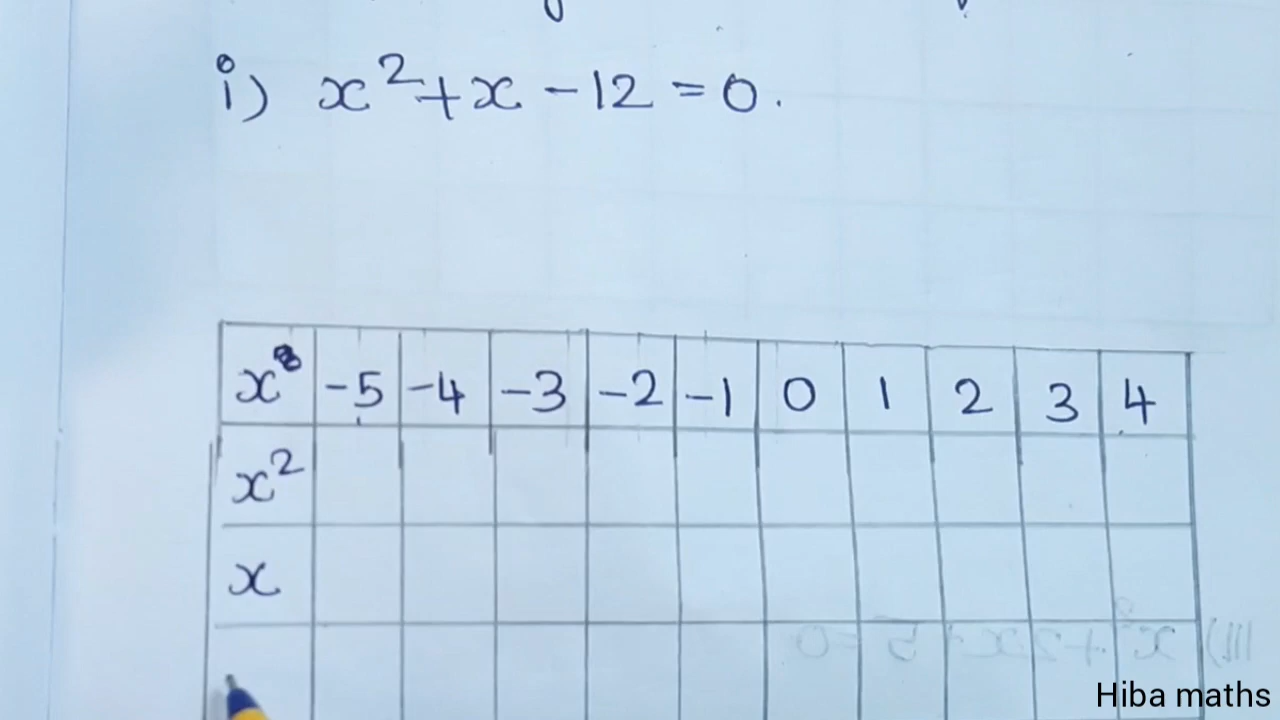 i) x²+x-12=0.
x -5 -4 -3 -2 -1 0 1 2 3 4
x²
x
Hiba maths